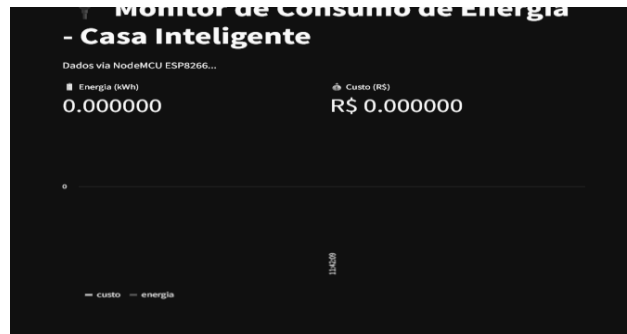 Monitor de Consumo de Energia
- Casa Inteligente
Dados via NodeMCU ESP8266...
Energia (kWh)
0.000000
Custo (R$)
R$ 0.000000
0
11:42:09
custo
energia